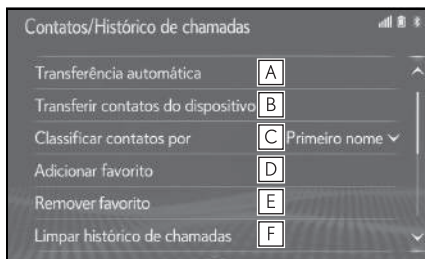 Contatos/Histórico de chamadas
Transferência automática A
Transferir contatos do dispositivo B
Classificar contatos por C Primeiro nome
Adicionar favorito D
Remover favorito E
Limpar histórico de chamadas F